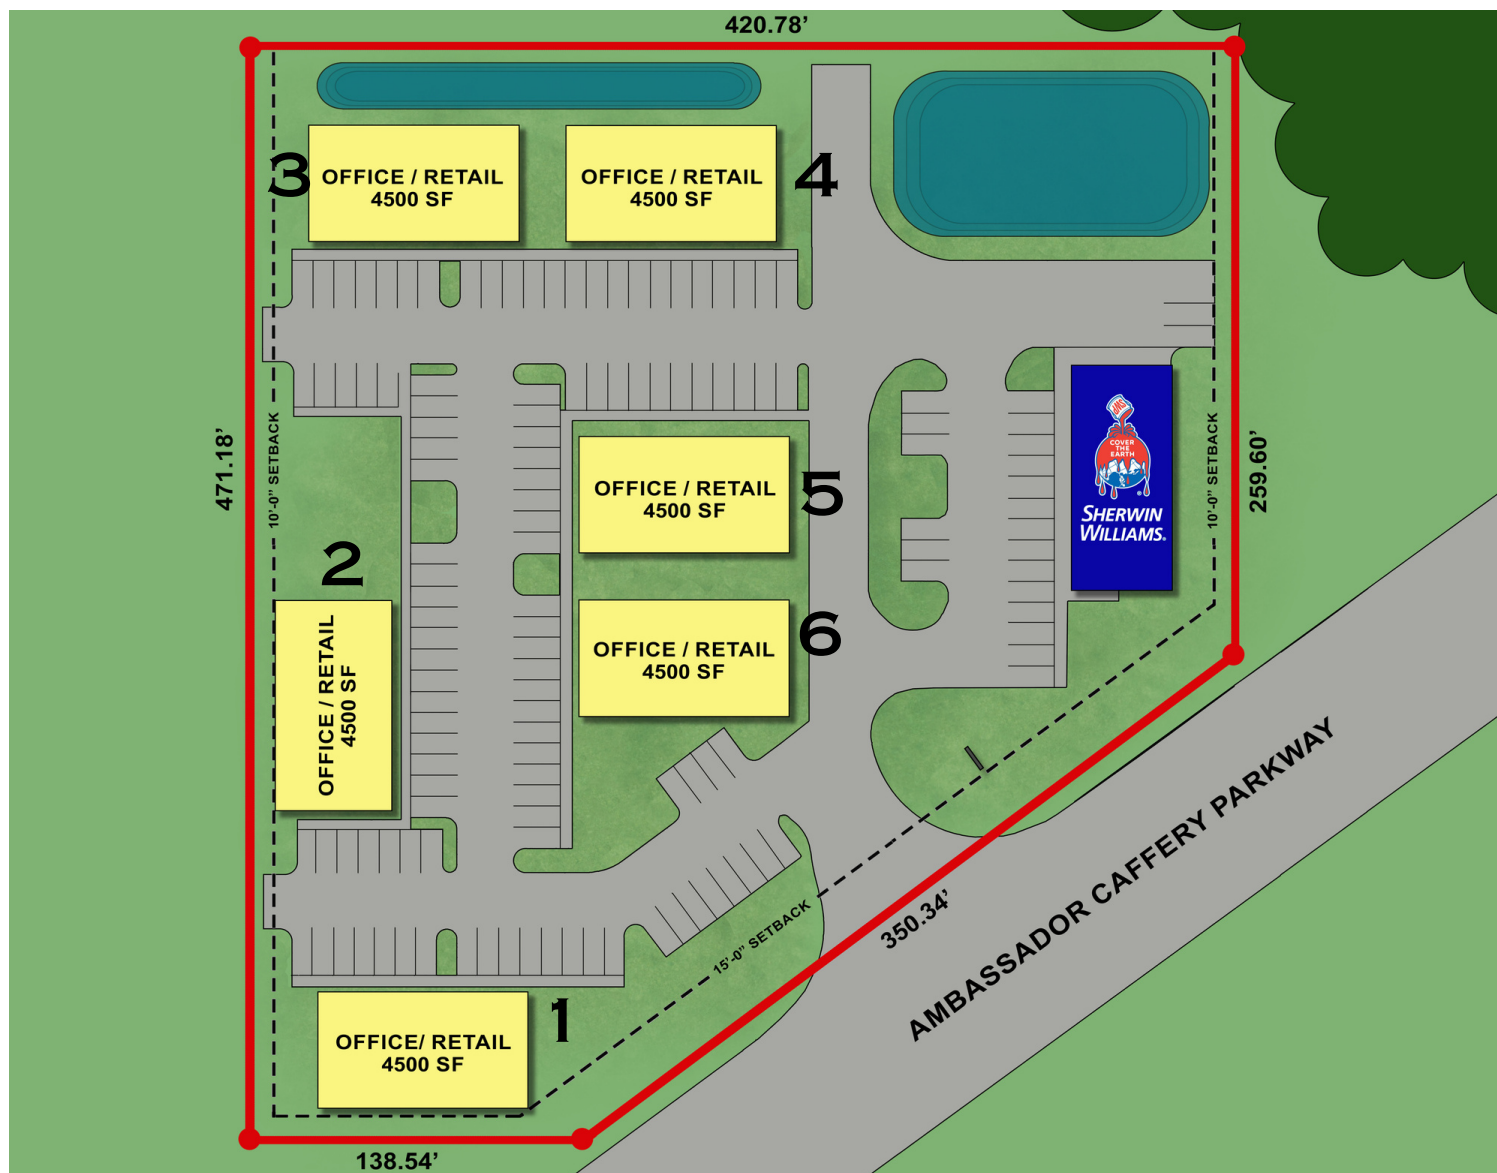 420.78’
3
OFFICE / RETAIL
4500 SF
OFFICE / RETAIL
4500 SF
4
471.18’
10’-0” SETBACK
SWP
COVER
THE
EARTH
®
SHERWIN
WILLIAMS.
10’-0” SETBACK
259.60’
OFFICE / RETAIL
4500 SF
5
2
OFFICE / RETAIL
4500 SF
OFFICE / RETAIL
4500 SF
6
AMBASSADOR CAFFERY PARKWAY
350.34’
15’-0” SETBACK
1
OFFICE/ RETAIL
4500 SF
138.54’